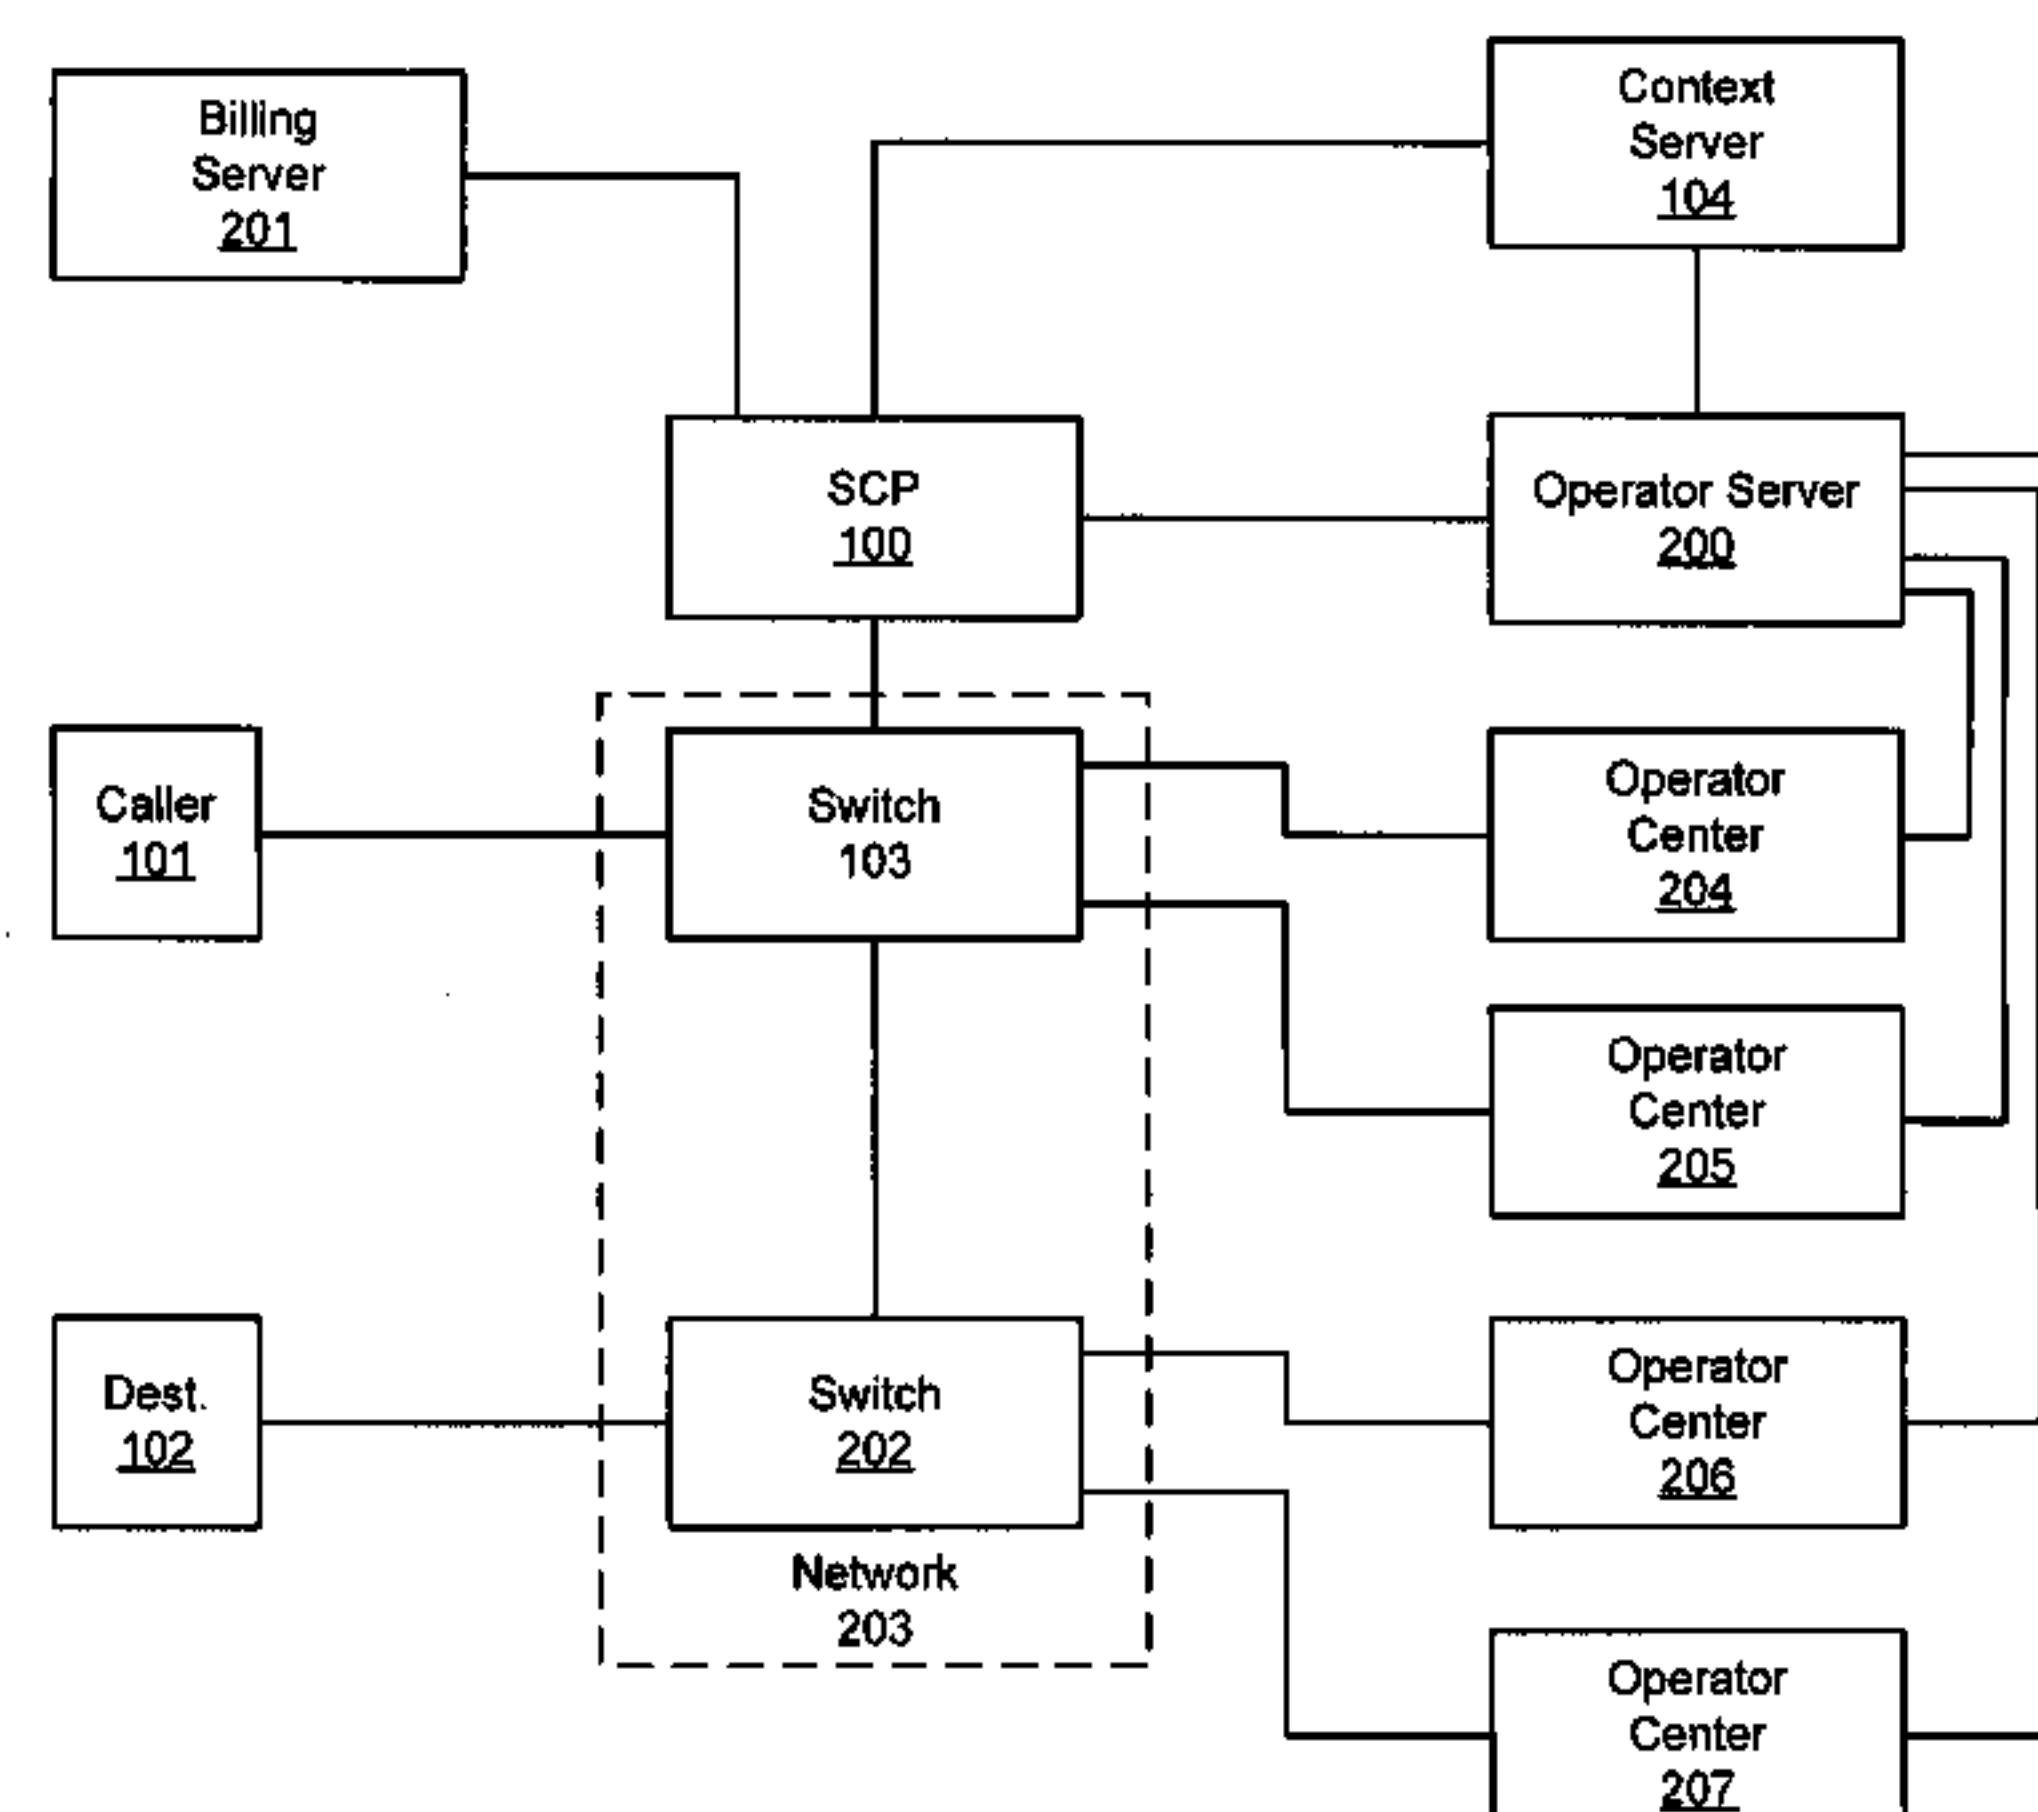 Billing
Server
201
Context
Server
104
SCP
100
Operator Server
200
Caller
101
Switch
103
Operator
Center
204
Operator
Center
205
Dest.
102
Switch
202
Operator
Center
206
Network
203
Operator
Center
207